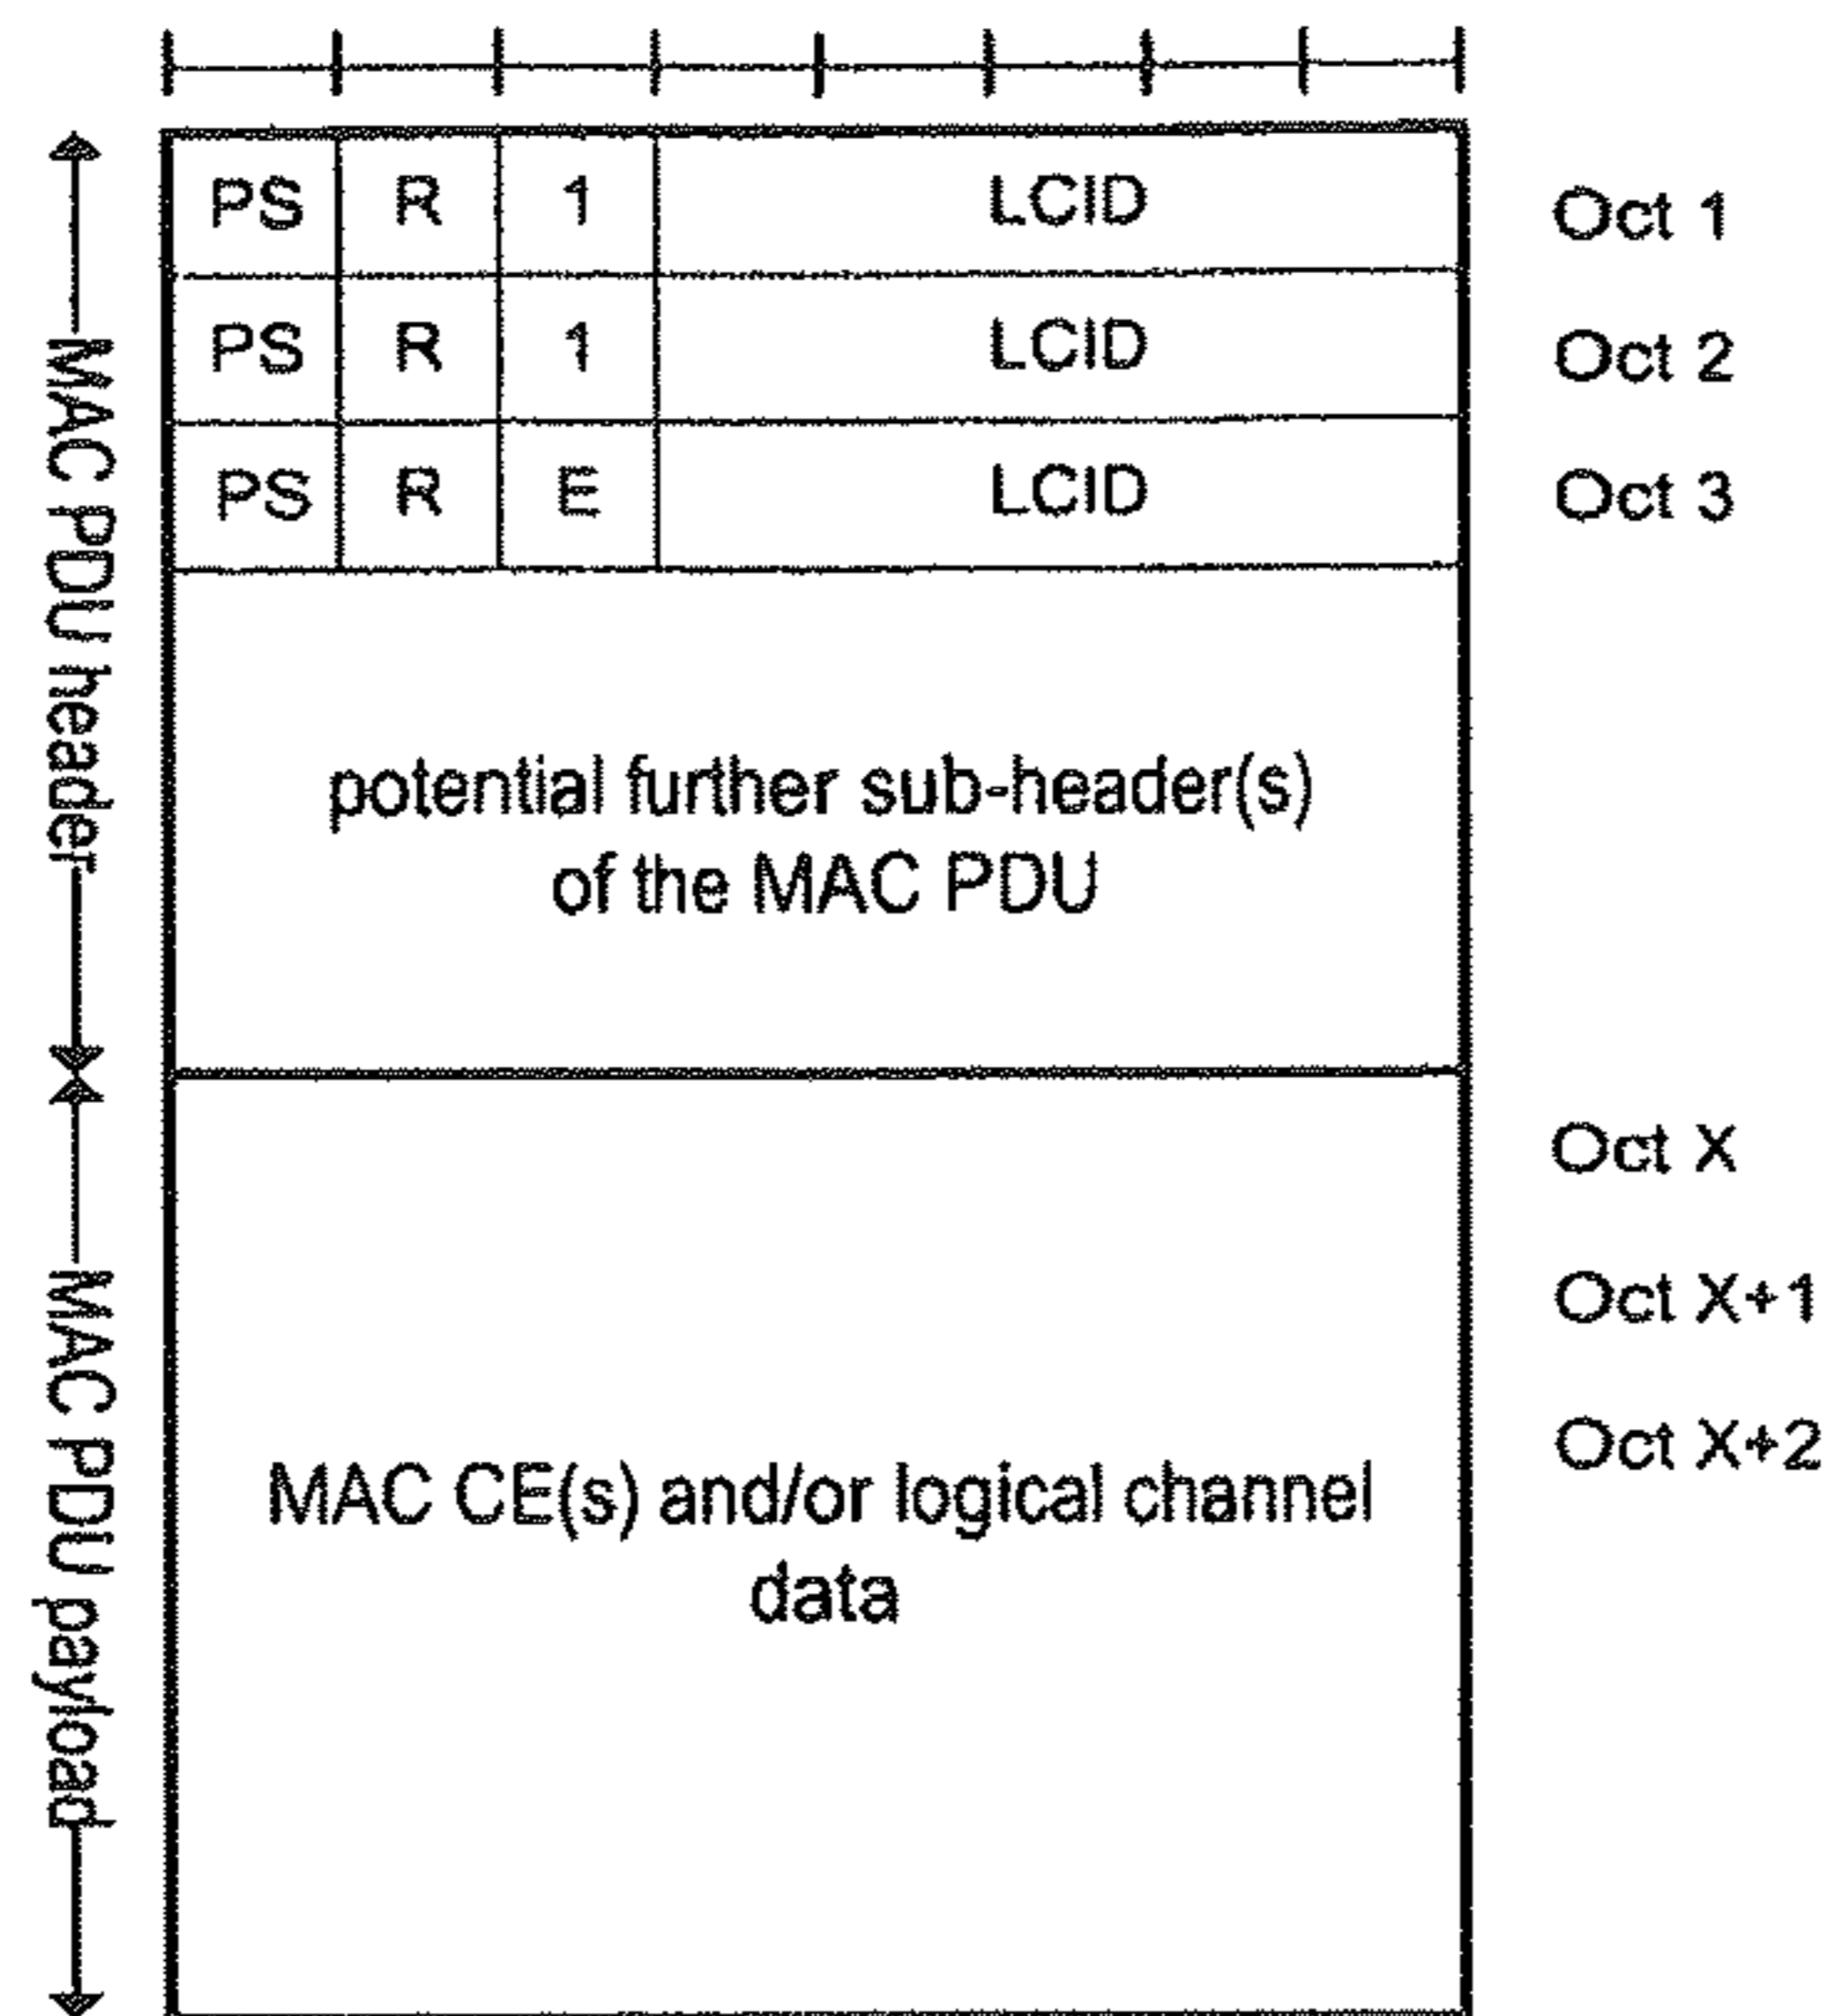 PS R 1 LCID Oct 1
PS R 1 LCID Oct 2
PS R E LCID Oct 3
MAC PDU header
potential further sub-header(s)
of the MAC PDU
Oct X
Oct X+1
Oct X+2
MAC PDU payload
MAC CE(s) and/or logical channel
data